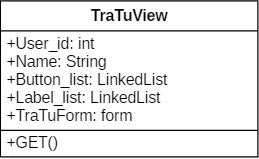 TraTuView
+User_id: int
+Name: String
+Button_list: LinkedList
+Label_list: LinkedList
+TraTuForm: form
+GET()